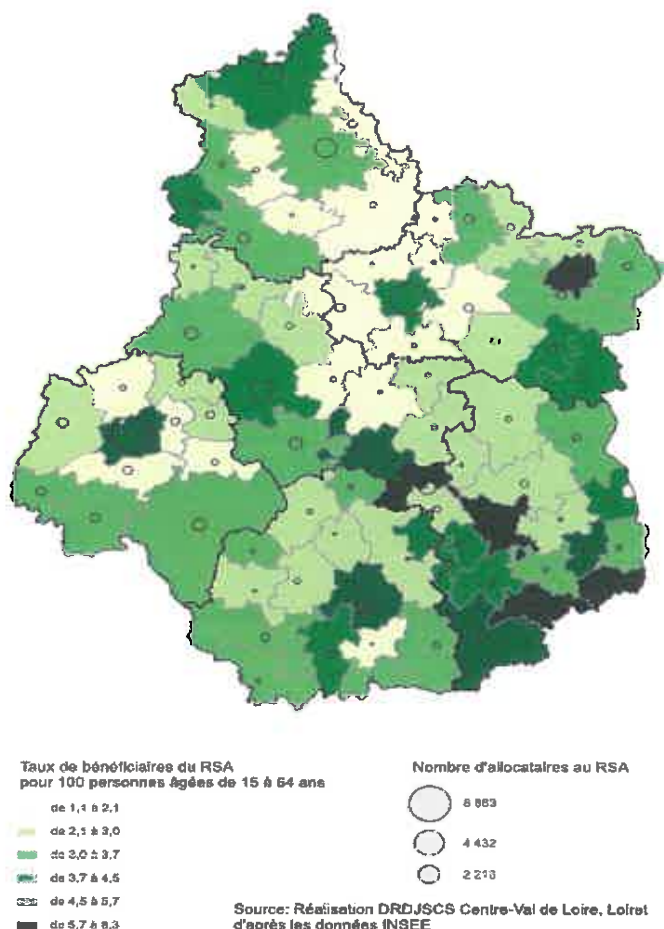 Taux de bénéficiaires du RSA
pour 100 personnes âgées de 15 à 64 ans
de 1,1 à 2,1
de 2,1 à 3,0
de 3,0 à 3,7
de 3,7 à 4,5
de 4,5 à 5,7
de 5,7 à 8,3
Nombre d'allocataires au RSA
8 863
4 432
2 216
Source: Réalisation DRDJSCS Centre-Val de Loire, Loiret
d'après les données INSEE